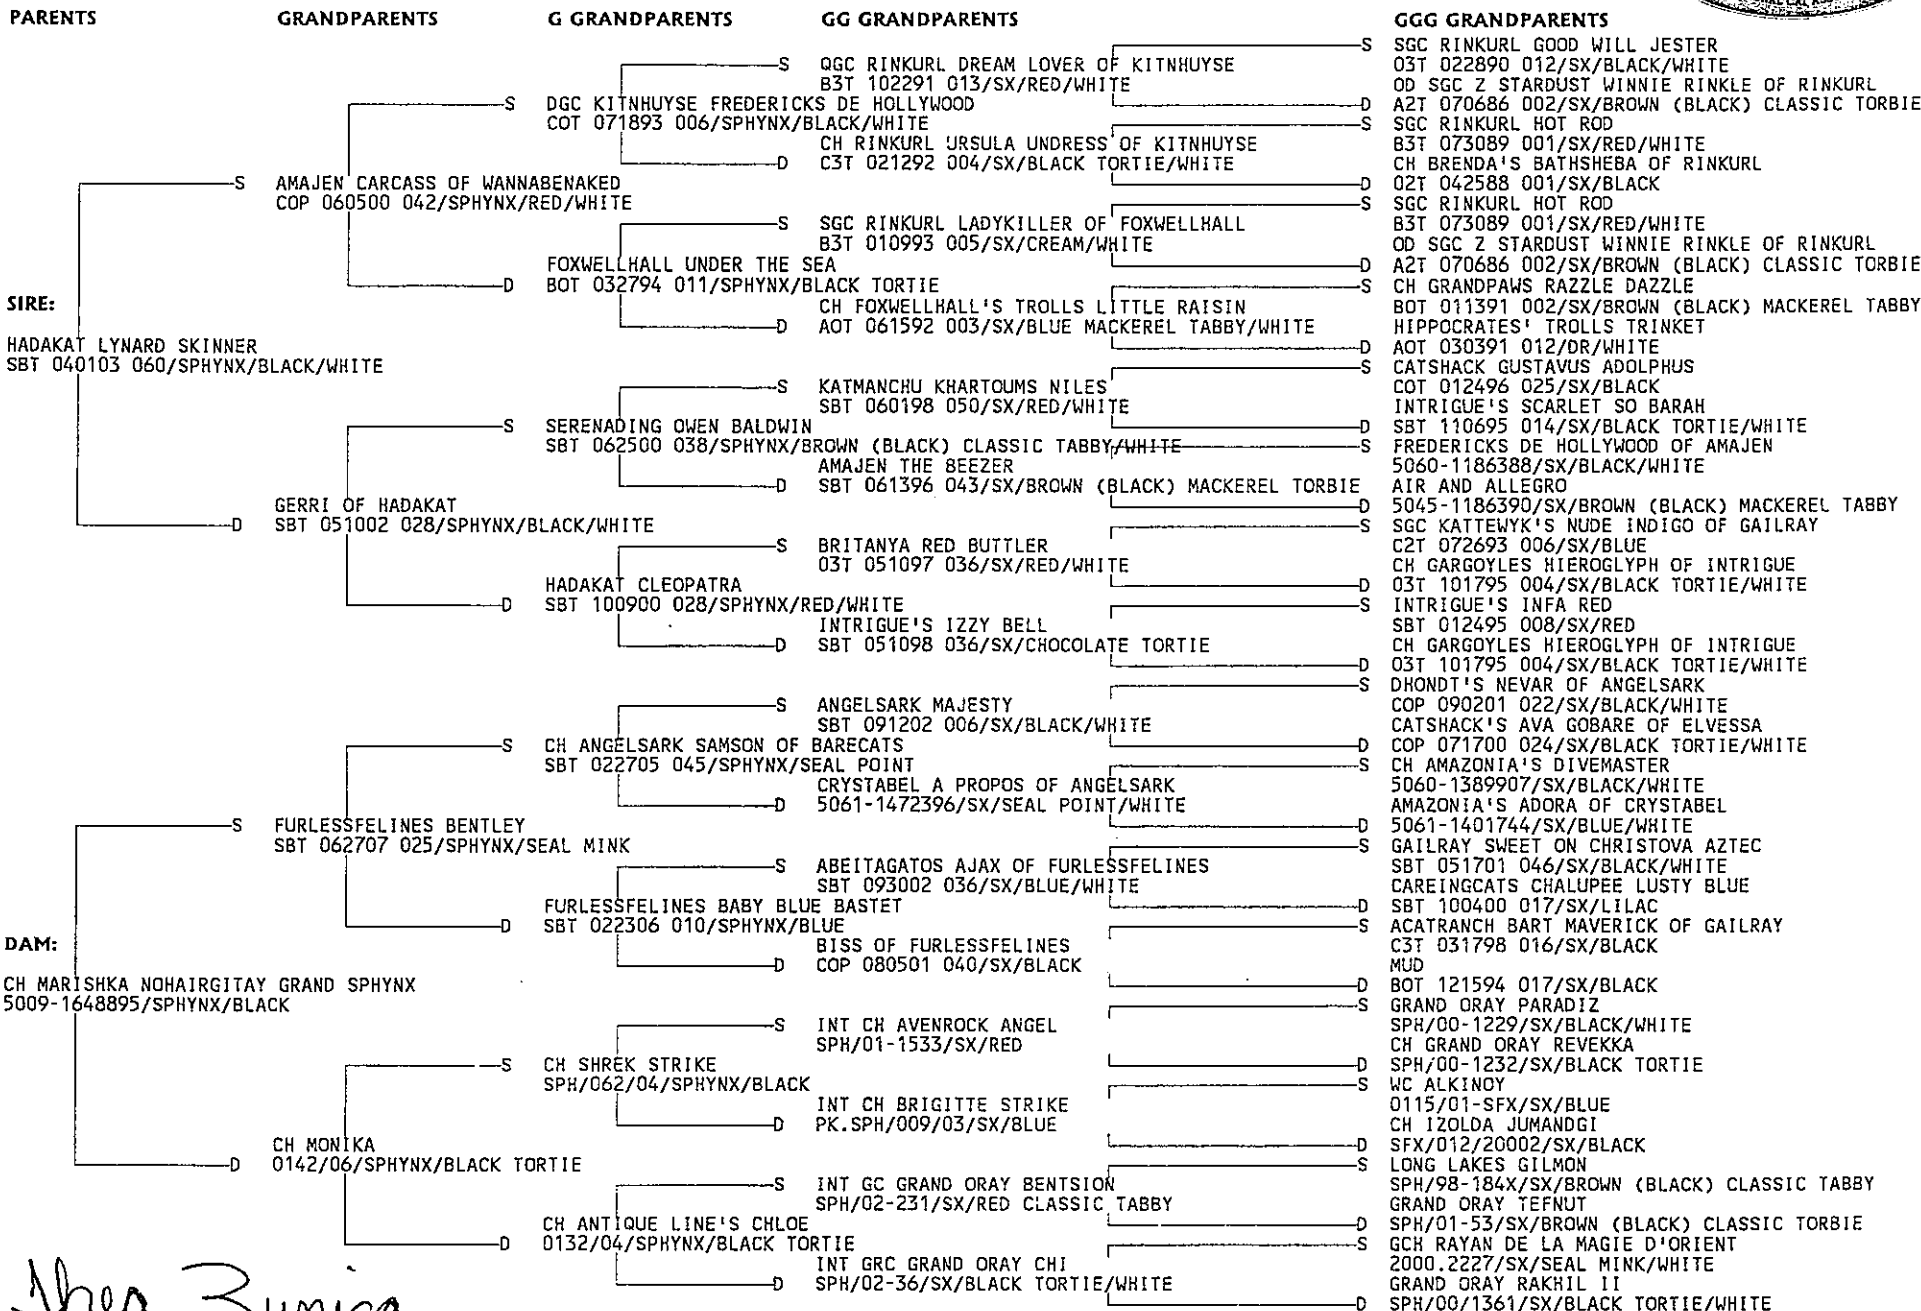 PARENTS
GRANDPARENTS
G GRANDPARENTS
GG GRANDPARENTS
GGG GRANDPARENTS
SIRE:
HADAKAT LYNARD SKINNER
SBT 040103 060/SPHYNX/BLACK/WHITE
DAM:
CH MARISHKA NOHAIRGITAY GRAND SPHYNX
5009-1648895/SPHYNX/BLACK
S AMAJEN CARCASS OF WANNABENAKED
COP 060500 042/SPHYNX/RED/WHITE
GERRI OF HADAKAT
D SBT 051002 028/SPHYNX/BLACK/WHITE
S FURLESSFELINES BENTLEY
SBT 062707 025/SPHYNX/SEAL MINK
CH MONIKA
D 0142/06/SPHYNX/BLACK TORTIE
S DGC KITNHUYSE FREDERICKS DE HOLLYWOOD
COT 071893 006/SPHYNX/BLACK/WHITE
FOXWELLHALL UNDER THE SEA
D BOT 032794 011/SPHYNX/BLACK TORTIE
S SERENADING OWEN BALDWIN
SBT 062500 038/SPHYNX/BROWN (BLACK) CLASSIC TABBY/WHITE
HADAKAT CLEOPATRA
D SBT 100900 028/SPHYNX/RED/WHITE
S CH ANGELSARK SAMSON OF BARECATS
SBT 022705 045/SPHYNX/SEAL POINT
FURLESSFELINES BABY BLUE BASTET
D SBT 022306 010/SPHYNX/BLUE
S CH SHREK STRIKE
SPH/062/04/SPHYNX/BLACK
CH ANTIQUE LINE'S CHLOE
D 0132/04/SPHYNX/BLACK TORTIE
S QGC RINKURL DREAM LOVER OF KITNHUYSE
B3T 102291 013/SX/RED/WHITE
CH RINKURL URSULA UNDRESS OF KITNHUYSE
D C3T 021292 004/SX/BLACK TORTIE/WHITE
S SGC RINKURL LADYKILLER OF FOXWELLHALL
B3T 010993 005/SX/CREAM/WHITE
CH FOXWELLHALL'S TROLLS LITTLE RAISIN
D AOT 061592 003/SX/BLUE MACKEREL TABBY/WHITE
S KATMANCHU KHARTOUMS NILES
SBT 060198 050/SX/RED/WHITE
AMAJEN THE BEEZER
D SBT 061396 043/SX/BROWN (BLACK) MACKEREL TORBIE
S BRITANYA RED BUTTLER
03T 051097 036/SX/RED/WHITE
INTRIGUE'S IZZY BELL
D SBT 051098 036/SX/CHOCOLATE TORTIE
S ANGELSARK MAJESTY
SBT 091202 006/SX/BLACK/WHITE
CRYSTABEL A PROPOS OF ANGELSARK
D 5061-1472396/SX/SEAL POINT/WHITE
S ABEITAGATOS AJAX OF FURLESSFELINES
SBT 093002 036/SX/BLUE/WHITE
BISS OF FURLESSFELINES
D COP 080501 040/SX/BLACK
S INT CH AVENROCK ANGEL
SPH/01-1533/SX/RED
INT CH BRIGITTE STRIKE
D PK.SPH/009/03/SX/BLUE
S INT GC GRAND ORAY BENTSION
SPH/02-231/SX/RED CLASSIC TABBY
INT GRC GRAND ORAY CHI
D SPH/02-36/SX/BLACK TORTIE/WHITE
S SGC RINKURL GOOD WILL JESTER
03T 022890 012/SX/BLACK/WHITE
OD SGC Z STARDUST WINNIE RINKLE OF RINKURL
D A2T 070686 002/SX/BROWN (BLACK) CLASSIC TORBIE
S SGC RINKURL HOT ROD
B3T 073089 001/SX/RED/WHITE
CH BRENDA'S BATHSHEBA OF RINKURL
D 02T 042588 001/SX/BLACK
S SGC RINKURL HOT ROD
B3T 073089 001/SX/RED/WHITE
OD SGC Z STARDUST WINNIE RINKLE OF RINKURL
D A2T 070686 002/SX/BROWN (BLACK) CLASSIC TORBIE
S CH GRANDPAWS RAZZLE DAZZLE
BOT 011391 002/SX/BROWN (BLACK) MACKEREL TABBY
HIPPOCRATES' TROLLS TRINKET
D AOT 030391 012/DR/WHITE
S CATSHACK GUSTAVUS ADOLPHUS
COT 012496 025/SX/BLACK
INTRIGUE'S SCARLET SO BARAH
D SBT 110695 014/SX/BLACK TORTIE/WHITE
S FREDERICKS DE HOLLYWOOD OF AMAJEN
5060-1186388/SX/BLACK/WHITE
AIR AND ALLEGRO
D 5045-1186390/SX/BROWN (BLACK) MACKEREL TABBY
S SGC KATTEWYK'S NUDE INDIGO OF GAILRAY
C2T 072693 006/SX/BLUE
CH GARGOYLES HIEROGLYPH OF INTRIGUE
D 03T 101795 004/SX/BLACK TORTIE/WHITE
S INTRIGUE'S INFA RED
SBT 012495 008/SX/RED
CH GARGOYLES HIEROGLYPH OF INTRIGUE
D 03T 101795 004/SX/BLACK TORTIE/WHITE
S DHONDT'S NEVAR OF ANGELSARK
COP 090201 022/SX/BLACK/WHITE
CATSHACK'S AVA GOBARE OF ELVESSA
D COP 071700 024/SX/BLACK TORTIE/WHITE
S CH AMAZONIA'S DIVEMASTER
5060-1389907/SX/BLACK/WHITE
AMAZONIA'S ADORA OF CRYSTABEL
D 5061-1401744/SX/BLUE/WHITE
S GAILRAY SWEET ON CHRISTOVA AZTEC
SBT 051701 046/SX/BLACK/WHITE
CAREINGCATS CHALUPEE LUSTY BLUE
D SBT 100400 017/SX/LILAC
S ACATRANCH BART MAVERICK OF GAILRAY
C3T 031798 016/SX/BLACK
MUD
D BOT 121594 017/SX/BLACK
S GRAND ORAY PARADIZ
SPH/00-1229/SX/BLACK/WHITE
CH GRAND ORAY REVEKKA
D SPH/00-1232/SX/BLACK TORTIE
S WC ALKINOY
0115/01-SFX/SX/BLUE
CH IZOLDA JUMANDGI
D SFX/012/20002/SX/BLACK
S LONG LAKES GILMON
SPH/98-184X/SX/BROWN (BLACK) CLASSIC TABBY
GRAND ORAY TEFNUT
D SPH/01-53/SX/BROWN (BLACK) CLASSIC TORBIE
S GCH RAYAN DE LA MAGIE D'ORIENT
2000.2227/SX/SEAL MINK/WHITE
GRAND ORAY RAKHIL II
D SPH/00/1361/SX/BLACK TORTIE/WHITE